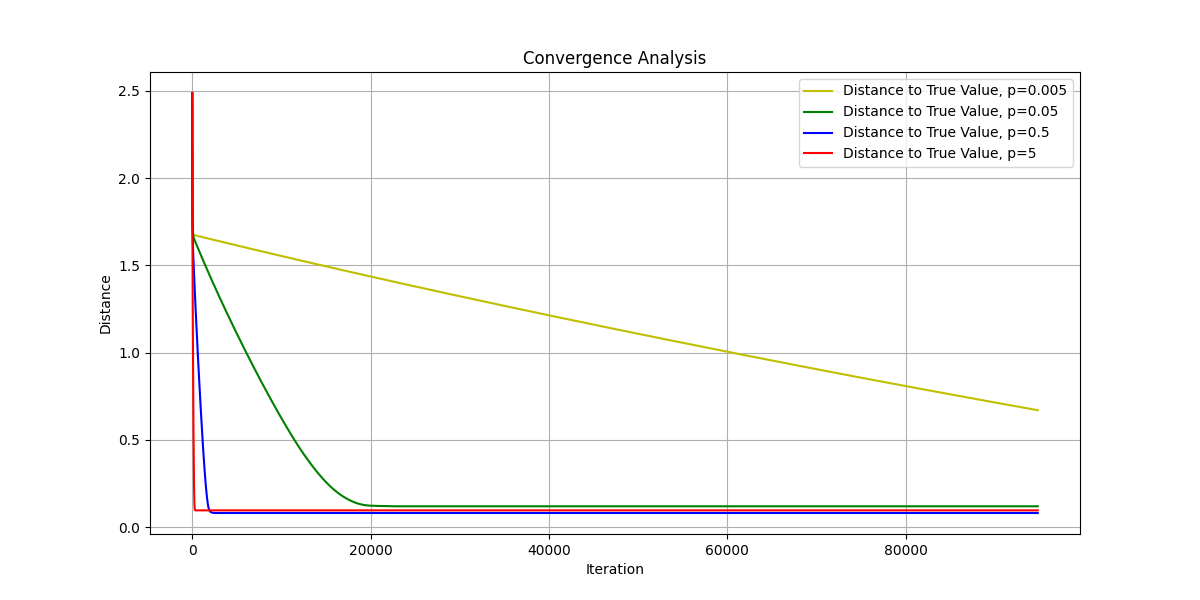 Convergence Analysis
Distance to True Value, p=0.005
Distance to True Value, p=0.05
Distance to True Value, p=0.5
Distance to True Value, p=5
Distance
2.5
2.0
1.5
1.0
0.5
0.0
0 20000 40000 60000 80000
Iteration